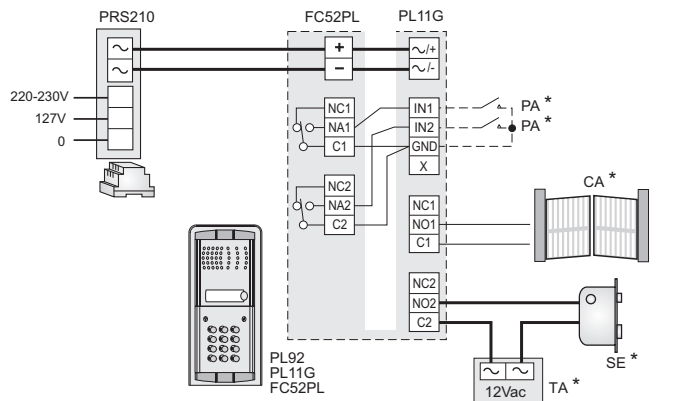 PRS210 FC52PL PL11G
~ + ~/+
~ – ~/-
220-230V
127V
0
NC1 IN1 PA *
NA1 IN2 PA *
C1 GND
X
CA *
NC2 NC1
NA2 NO1
C2 C1
NC2
NO2
C2
SE *
PL92
PL11G
FC52PL
~ ~
12Vac TA *